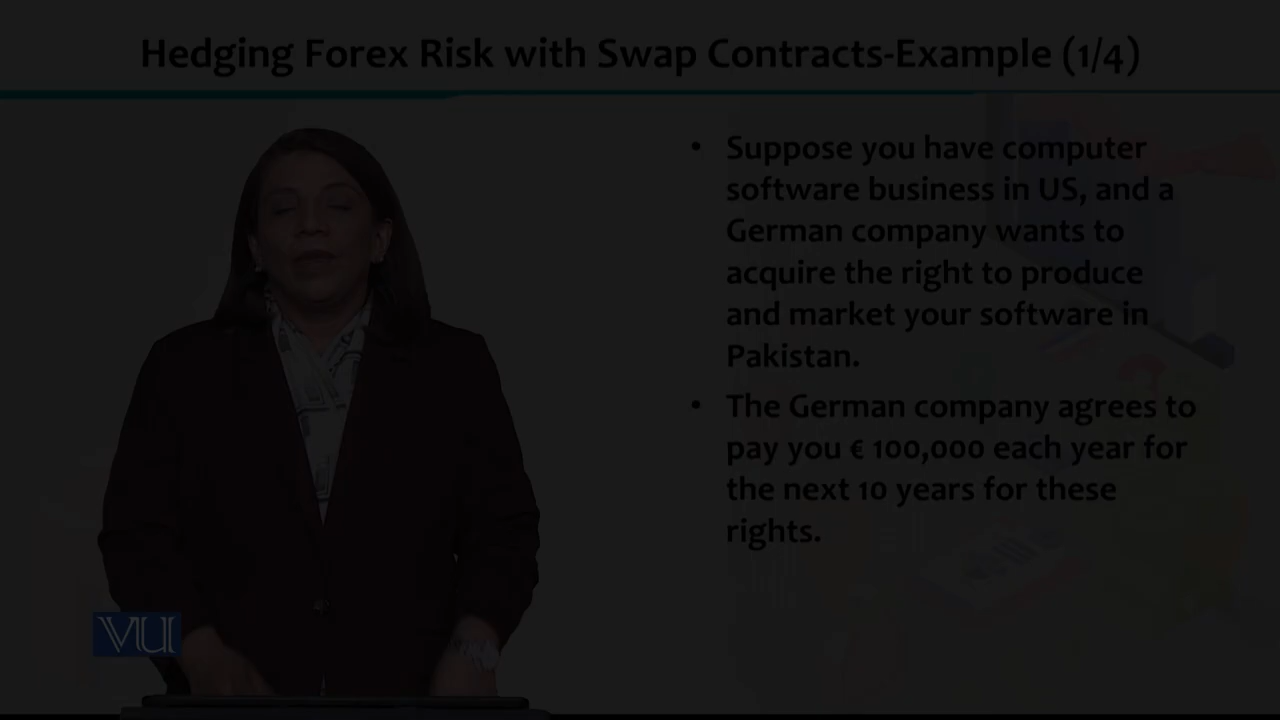 Hedging Forex Risk with Swap Contracts-Example (1/4)
• Suppose you have computer
software business in US, and a
German company wants to
acquire the right to produce
and market your software in
Pakistan.
• The German company agrees to
pay you € 100,000 each year for
the next 10 years for these
rights.
VU